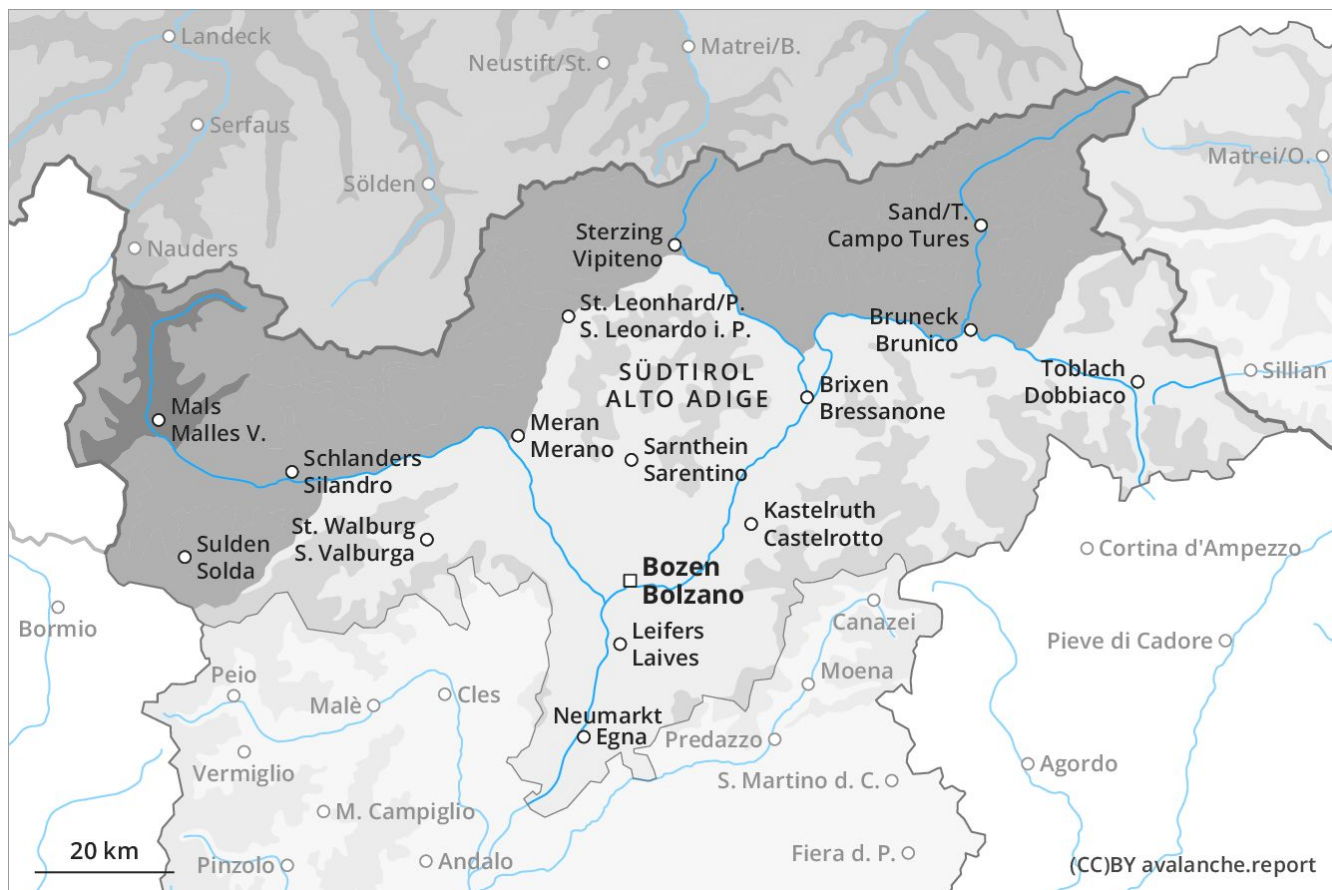 Landeck
Matrei/B.
Neustift/St.
Serfaus
Matrei/O.
Sölden
Sand/T.
Campo Tures
Sterzing
Vipiteno
Nauders
St. Leonhard/P.
S. Leonardo i. P.
Bruneck
Brunico
SÜDTIROL
ALTO ADIGE
Toblach
Dobbiaco
Sillian
Brixen
Bressanone
Mals
Malles V.
Meran
Merano
Sarnthein
Sarentino
Schlanders
Silandro
Kastelruth
Castelrotto
St. Walburg
S. Valburga
Sulden
Solda
Cortina d'Ampezzo
Bozen
Bolzano
Bormio
Canazei
Leifers
Laives
Pieve di Cadore
Peio
Moena
Malè
Cles
Neumarkt
Egna
Predazzo
Vermiglio
Agordo
S. Martino d. C.
M. Campiglio
20 km
Pinzolo
Andalo
Fiera d. P.
(CC)BY avalanche.report